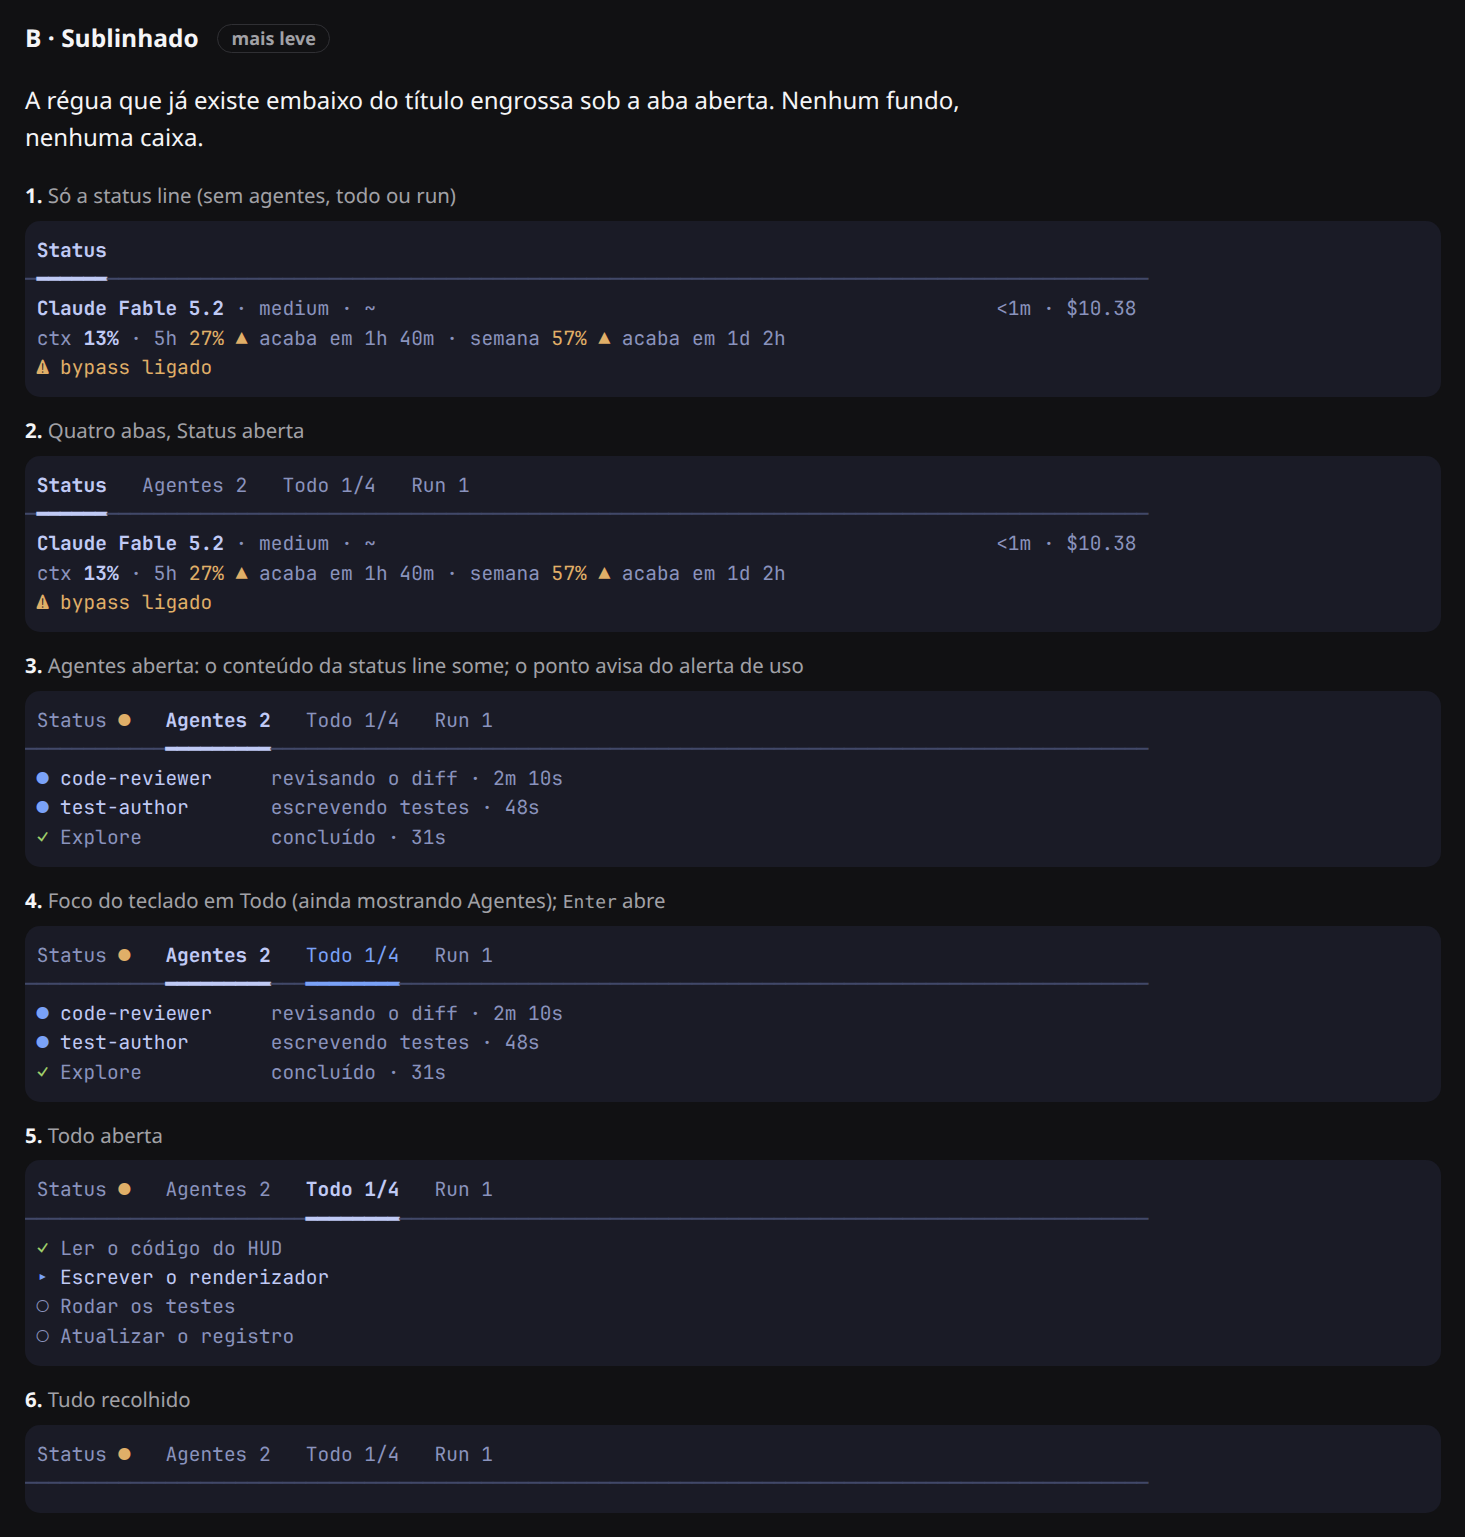 B · Sublinhado mais leve
A régua que já existe embaixo do título engrossa sob a aba aberta. Nenhum fundo,
nenhuma caixa.
1. Só a status line (sem agentes, todo ou run)
Status
Claude Fable 5.2 · medium · ~ <1m · $10.38
ctx 13% · 5h 27% ▲ acaba em 1h 40m · semana 57% ▲ acaba em 1d 2h
⚠ bypass ligado
2. Quatro abas, Status aberta
Status Agentes 2 Todo 1/4 Run 1
Claude Fable 5.2 · medium · ~ <1m · $10.38
ctx 13% · 5h 27% ▲ acaba em 1h 40m · semana 57% ▲ acaba em 1d 2h
⚠ bypass ligado
3. Agentes aberta: o conteúdo da status line some; o ponto avisa do alerta de uso
Status ● Agentes 2 Todo 1/4 Run 1
● code-reviewer revisando o diff · 2m 10s
● test-author escrevendo testes · 48s
✓ Explore concluído · 31s
4. Foco do teclado em Todo (ainda mostrando Agentes); Enter abre
Status ● Agentes 2 Todo 1/4 Run 1
● code-reviewer revisando o diff · 2m 10s
● test-author escrevendo testes · 48s
✓ Explore concluído · 31s
5. Todo aberta
Status ● Agentes 2 Todo 1/4 Run 1
✓ Ler o código do HUD
▸ Escrever o renderizador
○ Rodar os testes
○ Atualizar o registro
6. Tudo recolhido
Status ● Agentes 2 Todo 1/4 Run 1